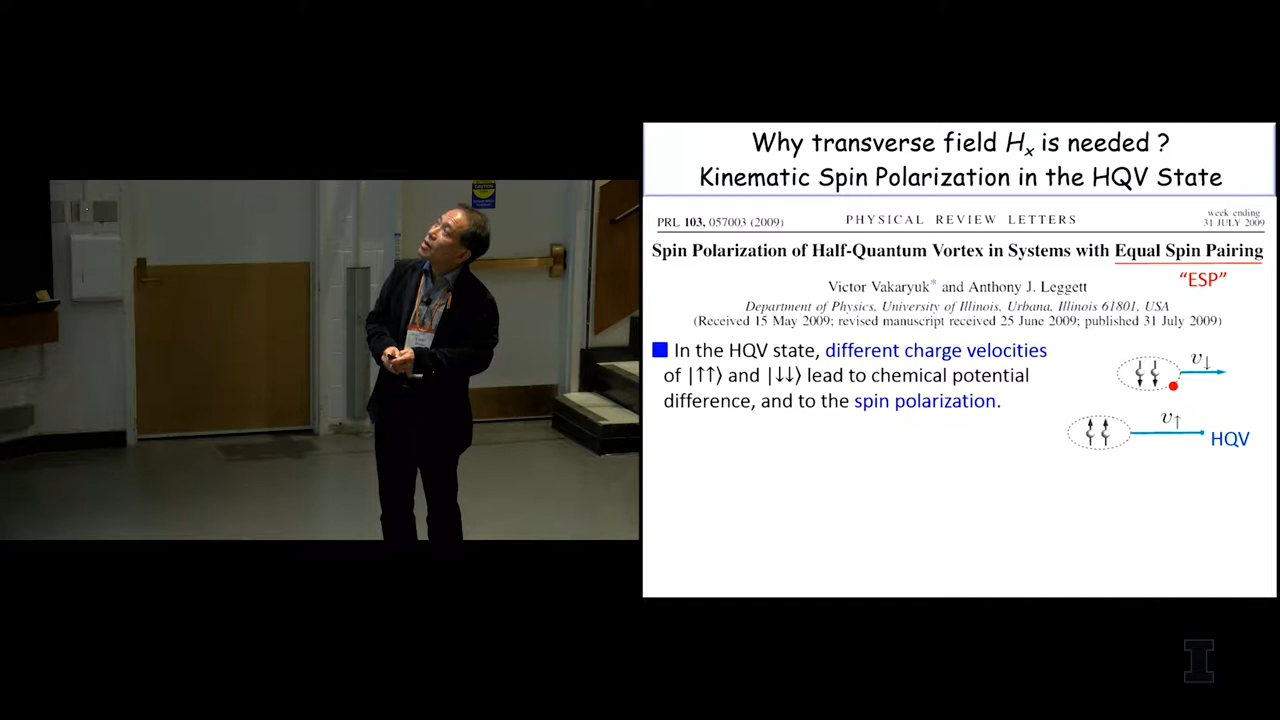 Why transverse field Hx is needed ?
Kinematic Spin Polarization in the HQV State
PRL 103, 057003 (2009)
PHYSICAL REVIEW LETTERS
week ending
31 JULY 2009
Spin Polarization of Half-Quantum Vortex in Systems with Equal Spin Pairing
"ESP"
Victor Vakaryuk* and Anthony J. Leggett
Department of Physics, University of Illinois, Urbana, Illinois 61801, USA
(Received 15 May 2009; revised manuscript received 25 June 2009; published 31 July 2009)
In the HQV state, different charge velocities
of |↑↑⟩ and |↓↓⟩ lead to chemical potential
difference, and to the spin polarization.
v↓
v↑
HQV
CAUTION